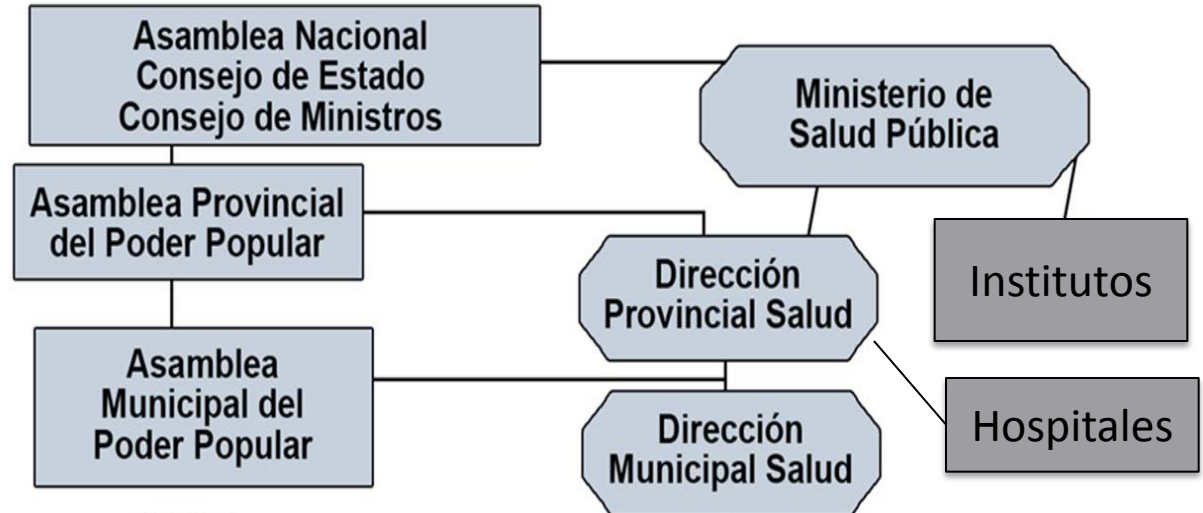 Asamblea Nacional
Consejo de Estado
Consejo de Ministros
Ministerio de
Salud Pública
Asamblea Provincial
del Poder Popular
Dirección
Provincial Salud
Institutos
Asamblea
Municipal del
Poder Popular
Hospitales
Dirección
Municipal Salud